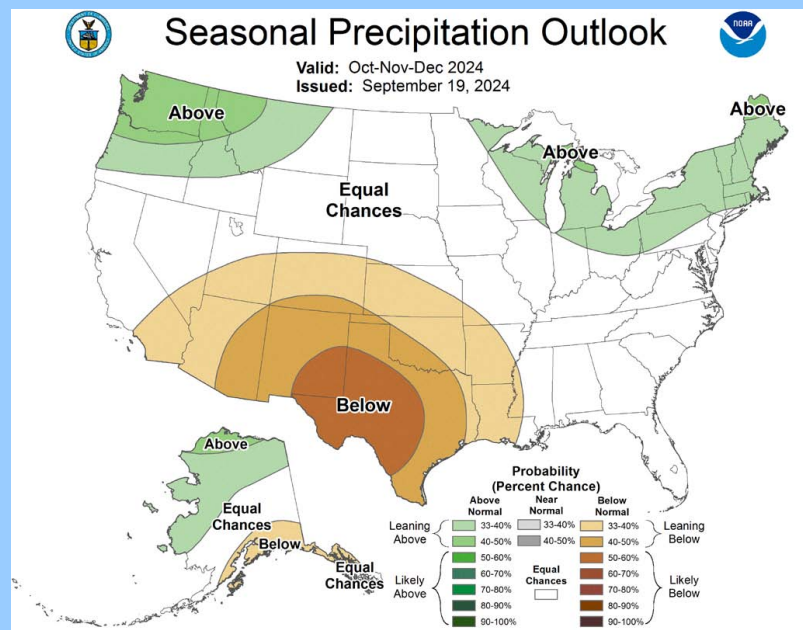 NOAA
Seasonal Precipitation Outlook
Valid: Oct-Nov-Dec 2024
Issued: September 19, 2024
Above
Above
Above
Equal
Chances
Below
Above
Equal
Chances
Below
Equal
Chances
Probability
(Percent Chance)
Above
Normal
Near
Normal
Below
Normal
Leaning
Above
33-40%
33-40%
33-40%
Leaning
Below
40-50%
40-50%
40-50%
Likely
Above
50-60%
50-60%
60-70%
Equal
Chances
60-70%
70-80%
70-80%
80-90%
80-90%
90-100%
90-100%
Likely
Below